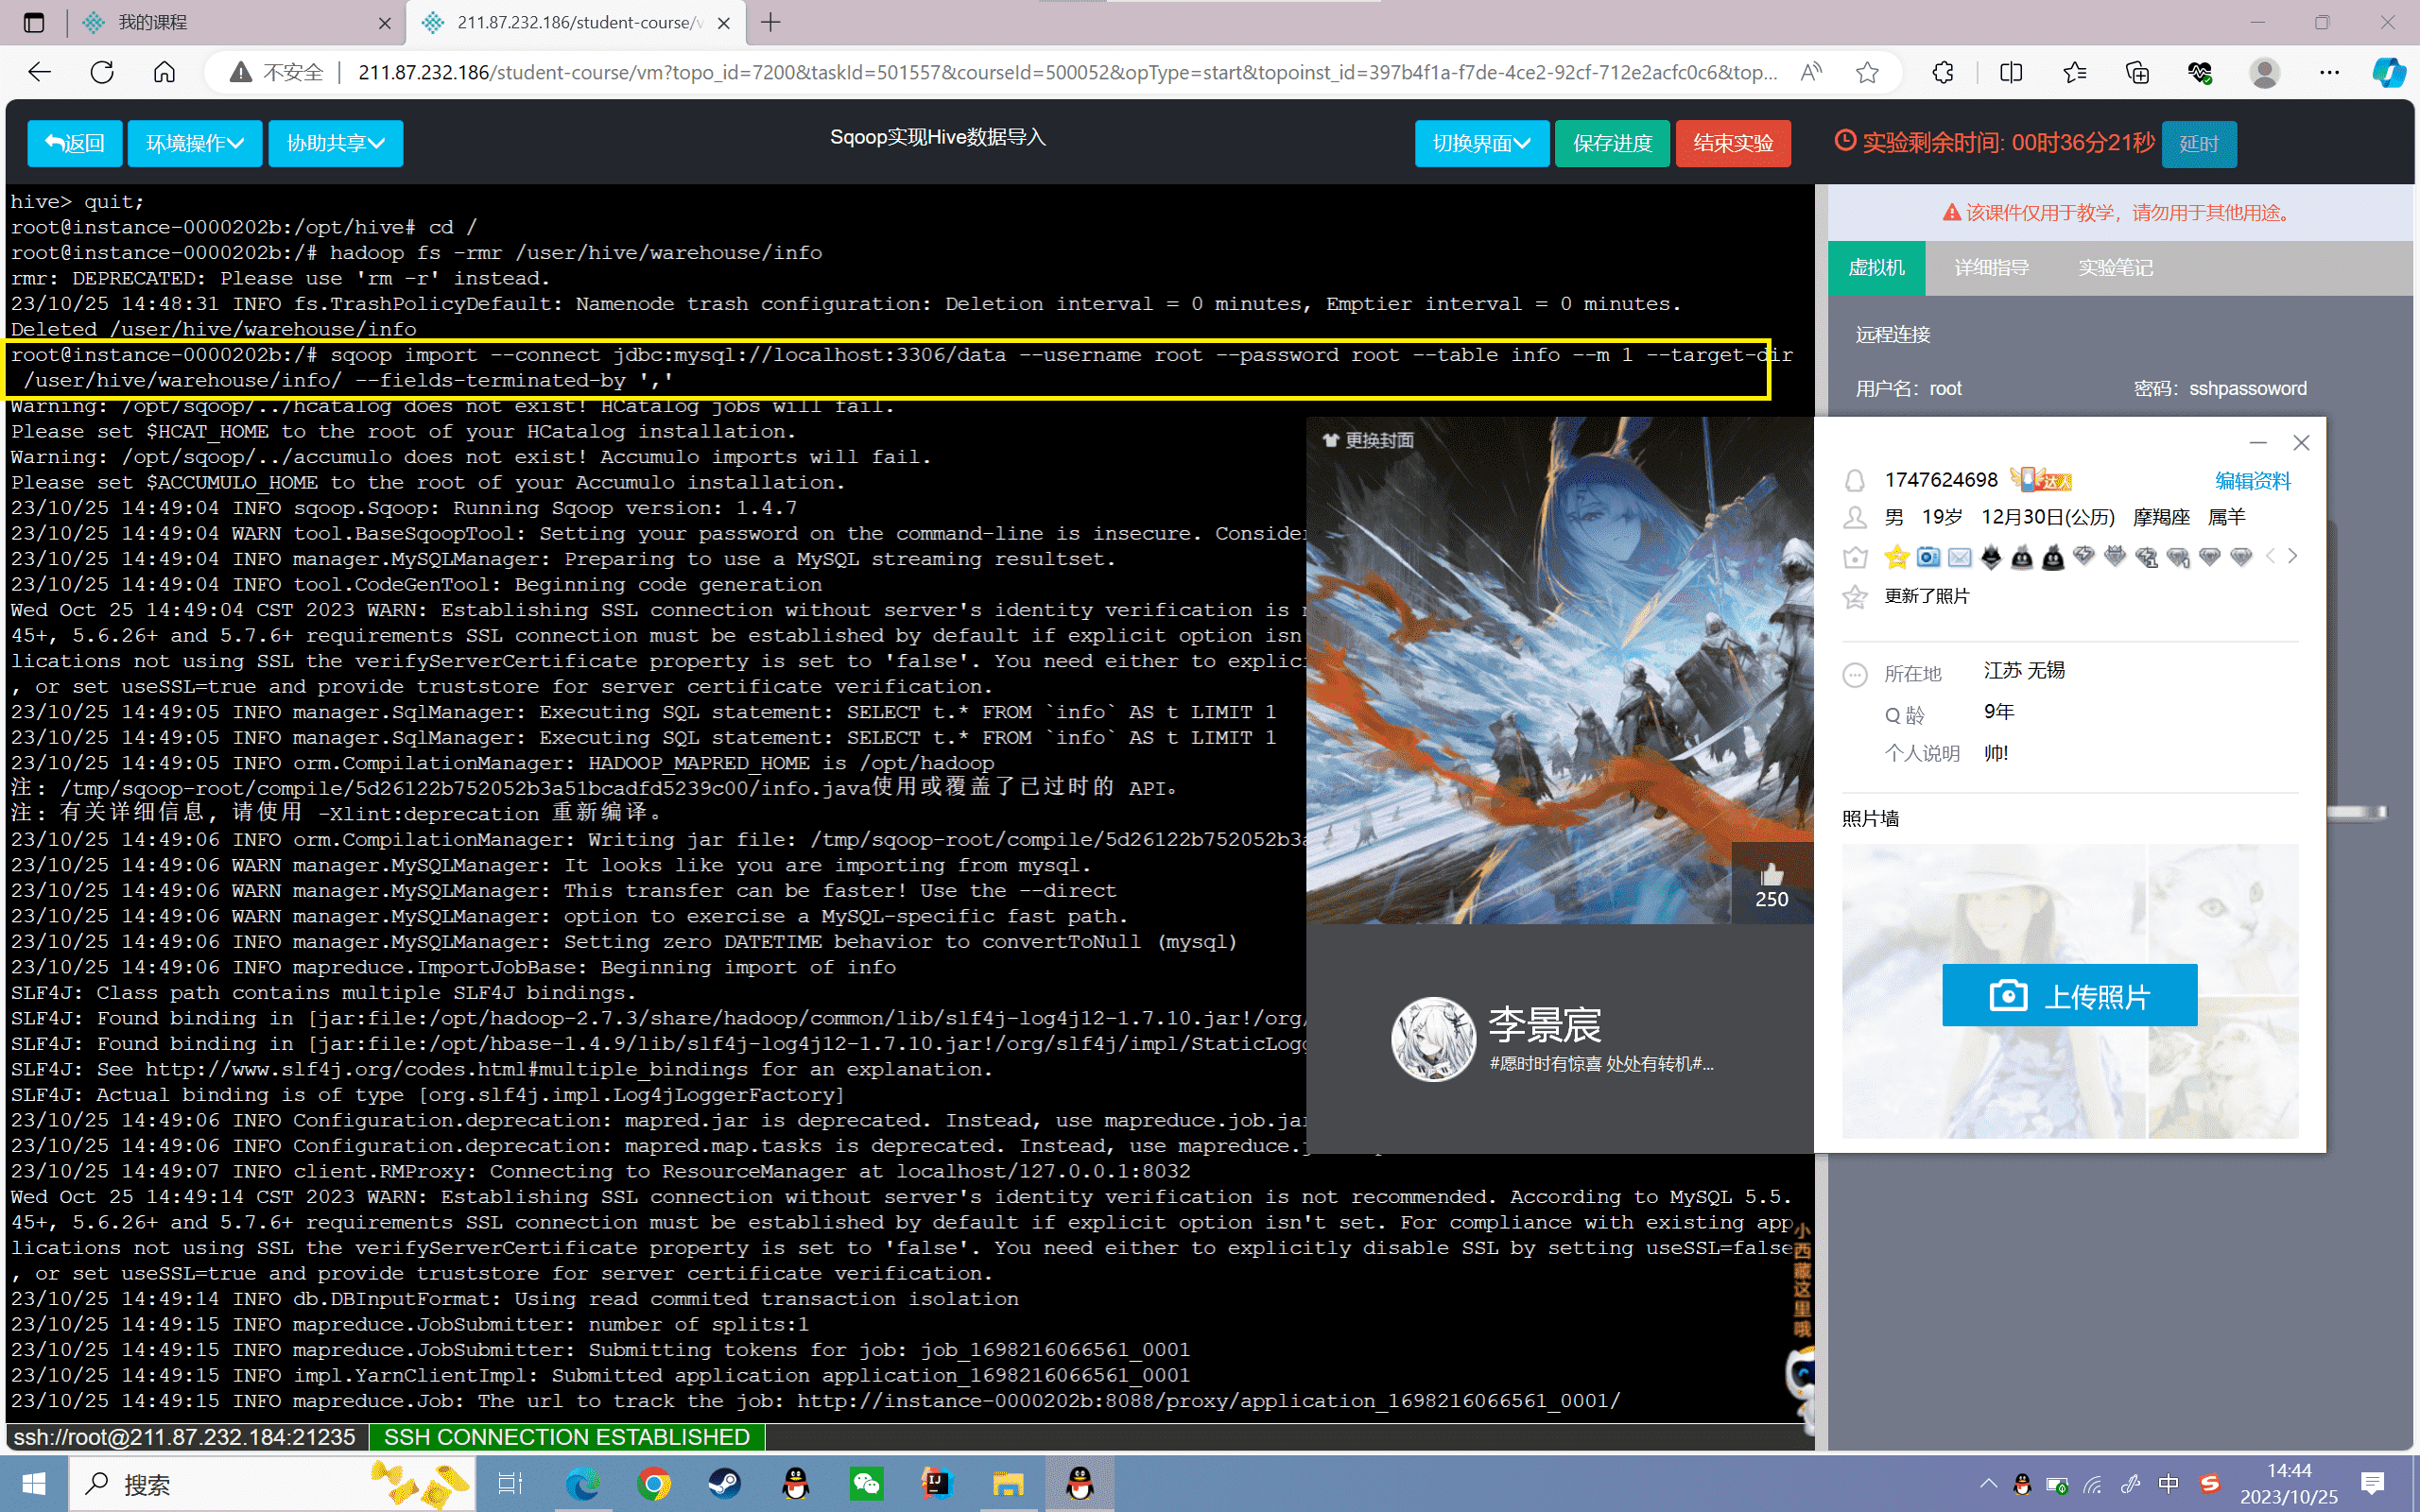 我的课程
211.87.232.186/student-course/v
不安全
211.87.232.186/student-course/vm?topo_id=7200&taskId=501557&courseId=500052&opType=start&topoinst_id=397b4f1a-f7de-4ce2-92cf-712e2acfc0c6&top...
返回
环境操作
协助共享
Sqoop实现Hive数据导入
切换界面
保存进度
结束实验
实验剩余时间: 00时36分21秒
延时
hive> quit;
root@instance-0000202b:/opt/hive# cd /
root@instance-0000202b:/# hadoop fs -rmr /user/hive/warehouse/info
rmr: DEPRECATED: Please use 'rm -r' instead.
23/10/25 14:48:31 INFO fs.TrashPolicyDefault: Namenode trash configuration: Deletion interval = 0 minutes, Emptier interval = 0 minutes.
Deleted /user/hive/warehouse/info
root@instance-0000202b:/# sqoop import --connect jdbc:mysql://localhost:3306/data --username root --password root --table info --m 1 --target-dir
/user/hive/warehouse/info/ --fields-terminated-by ','
Warning: /opt/sqoop/../hcatalog does not exist! HCatalog jobs will fail.
Please set $HCAT_HOME to the root of your HCatalog installation.
Warning: /opt/sqoop/../accumulo does not exist! Accumulo imports will fail.
Please set $ACCUMULO_HOME to the root of your Accumulo installation.
23/10/25 14:49:04 INFO sqoop.Sqoop: Running Sqoop version: 1.4.7
23/10/25 14:49:04 WARN tool.BaseSqoopTool: Setting your password on the command-line is insecure. Consider
23/10/25 14:49:04 INFO manager.MySQLManager: Preparing to use a MySQL streaming resultset.
23/10/25 14:49:04 INFO tool.CodeGenTool: Beginning code generation
Wed Oct 25 14:49:04 CST 2023 WARN: Establishing SSL connection without server's identity verification is
45+, 5.6.26+ and 5.7.6+ requirements SSL connection must be established by default if explicit option isn'
lications not using SSL the verifyServerCertificate property is set to 'false'. You need either to explici
, or set useSSL=true and provide truststore for server certificate verification.
23/10/25 14:49:05 INFO manager.SqlManager: Executing SQL statement: SELECT t.* FROM `info` AS t LIMIT 1
23/10/25 14:49:05 INFO manager.SqlManager: Executing SQL statement: SELECT t.* FROM `info` AS t LIMIT 1
23/10/25 14:49:05 INFO orm.CompilationManager: HADOOP_MAPRED_HOME is /opt/hadoop
注: /tmp/sqoop-root/compile/5d26122b752052b3a51bcadfd5239c00/info.java使用或覆盖了已过时的 API。
注: 有关详细信息, 请使用 -Xlint:deprecation 重新编译。
23/10/25 14:49:06 INFO orm.CompilationManager: Writing jar file: /tmp/sqoop-root/compile/5d26122b752052b3a
23/10/25 14:49:06 WARN manager.MySQLManager: It looks like you are importing from mysql.
23/10/25 14:49:06 WARN manager.MySQLManager: This transfer can be faster! Use the --direct
23/10/25 14:49:06 WARN manager.MySQLManager: option to exercise a MySQL-specific fast path.
23/10/25 14:49:06 INFO manager.MySQLManager: Setting zero DATETIME behavior to convertToNull (mysql)
23/10/25 14:49:06 INFO mapreduce.ImportJobBase: Beginning import of info
SLF4J: Class path contains multiple SLF4J bindings.
SLF4J: Found binding in [jar:file:/opt/hadoop-2.7.3/share/hadoop/common/lib/slf4j-log4j12-1.7.10.jar!/org/
SLF4J: Found binding in [jar:file:/opt/hbase-1.4.9/lib/slf4j-log4j12-1.7.10.jar!/org/slf4j/impl/StaticLogg
SLF4J: See http://www.slf4j.org/codes.html#multiple_bindings for an explanation.
SLF4J: Actual binding is of type [org.slf4j.impl.Log4jLoggerFactory]
23/10/25 14:49:06 INFO Configuration.deprecation: mapred.jar is deprecated. Instead, use mapreduce.job.jar
23/10/25 14:49:06 INFO Configuration.deprecation: mapred.map.tasks is deprecated. Instead, use mapreduce.
23/10/25 14:49:07 INFO client.RMProxy: Connecting to ResourceManager at localhost/127.0.0.1:8032
Wed Oct 25 14:49:14 CST 2023 WARN: Establishing SSL connection without server's identity verification is not recommended. According to MySQL 5.5.
45+, 5.6.26+ and 5.7.6+ requirements SSL connection must be established by default if explicit option isn't set. For compliance with existing app
lications not using SSL the verifyServerCertificate property is set to 'false'. You need either to explicitly disable SSL by setting useSSL=false
, or set useSSL=true and provide truststore for server certificate verification.
23/10/25 14:49:14 INFO db.DBInputFormat: Using read commited transaction isolation
23/10/25 14:49:15 INFO mapreduce.JobSubmitter: number of splits:1
23/10/25 14:49:15 INFO mapreduce.JobSubmitter: Submitting tokens for job: job_1698216066561_0001
23/10/25 14:49:15 INFO impl.YarnClientImpl: Submitted application application_1698216066561_0001
23/10/25 14:49:15 INFO mapreduce.Job: The url to track the job: http://instance-0000202b:8088/proxy/application_1698216066561_0001/
ssh://root@211.87.232.184:21235
SSH CONNECTION ESTABLISHED
该课件仅用于教学，请勿用于其他用途。
虚拟机
详细指导
实验笔记
远程连接
用户名：root
密码：sshpassoword
更换封面
250
李景宸
#愿时时有惊喜 处处有转机#...
1747624698
达人
编辑资料
男 19岁 12月30日(公历) 摩羯座 属羊
更新了照片
所在地 江苏 无锡
Q 龄 9年
个人说明 帅!
照片墙
上传照片
小西藏这里哦
搜索
中
14:44
2023/10/25